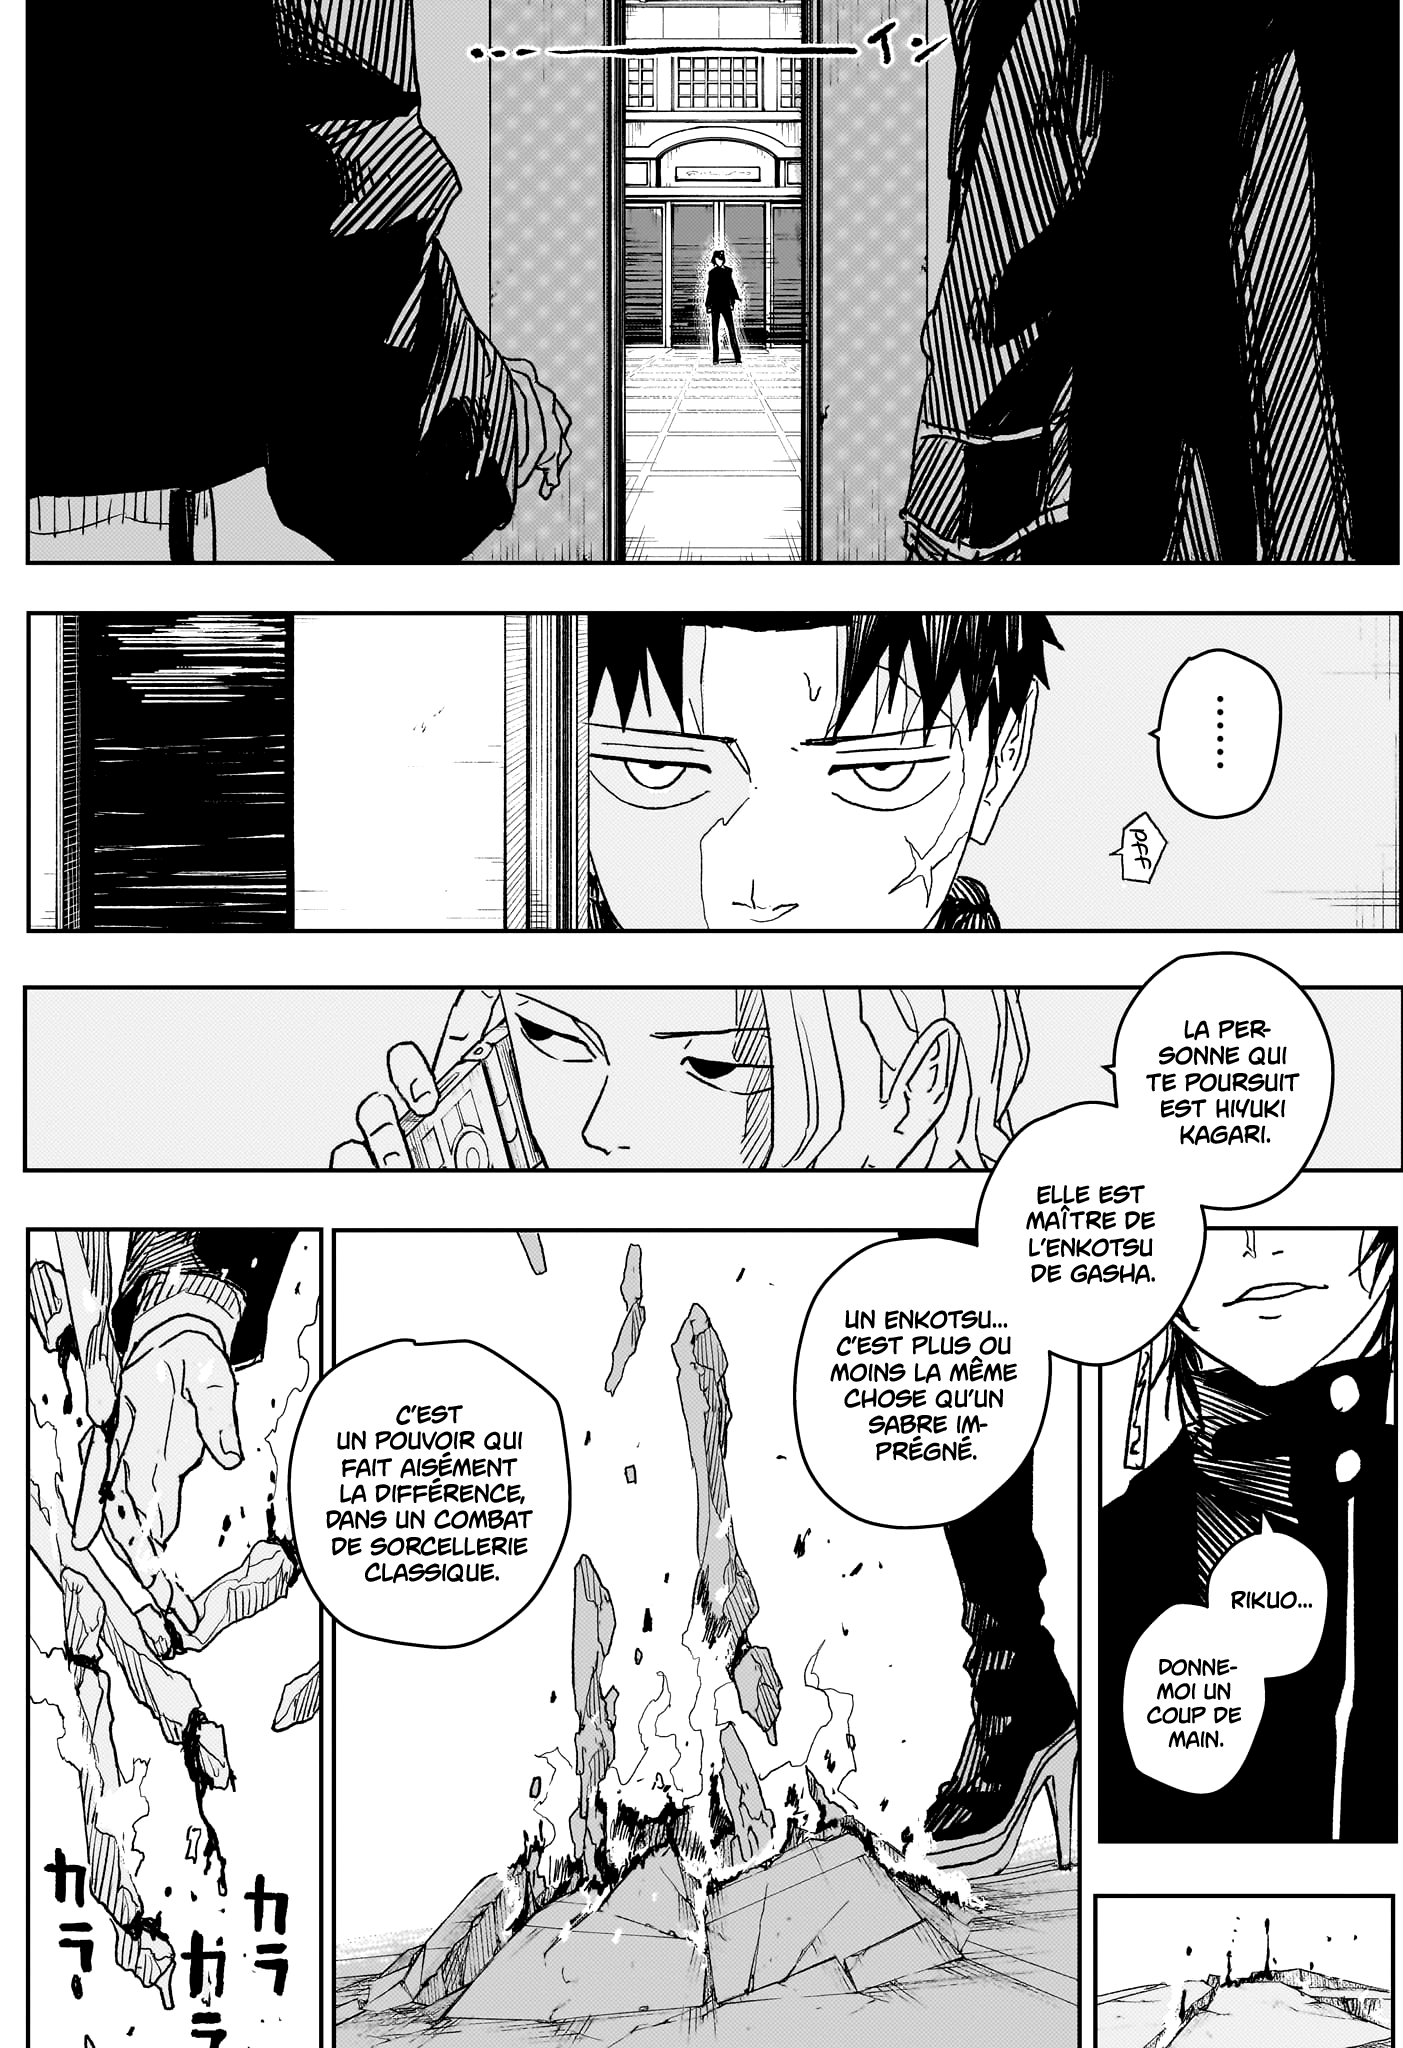 イン
......
PFF
LA PER-
SONNE QUI
TE POURSUIT
EST HIYUKI
KAGARI.
ELLE EST
MAÎTRE DE
L'ENKOTSU
DE GASHA.
UN ENKOTSU...
C'EST PLUS OU
MOINS LA MÊME
CHOSE QU'UN
SABRE IM-
PRÉGNÉ.
C'EST
UN POUVOIR QUI
FAIT AISÉMENT
LA DIFFÉRENCE,
DANS UN COMBAT
DE SORCELLERIE
CLASSIQUE.
RIKUO...
DONNE-
MOI UN
COUP DE
MAIN.
カラ
カラ
カラ